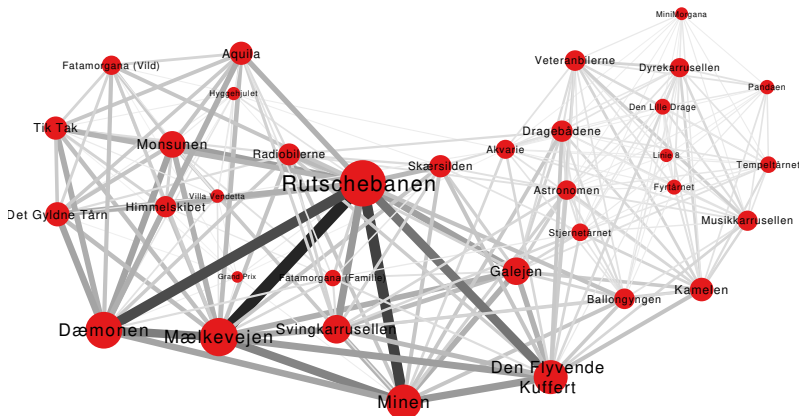 MiniMorgana
Aquila
Veteranbilerne
Fatamorgana (Vild)
Dyrekarrusellen
Pandaen
Hyggehjulet
Den Lille Drage
Tik Tak
Dragebådene
Monsunen
Radiobilerne
Akvarie
Linie 8
Skærsilden
Tempeltårnet
Rutschebanen
Astronomen
Fyrtårnet
Villa Vendetta
Himmelskibet
Det Gyldne Tårn
Musikkarrusellen
Stjernetårnet
Galejen
Grand Prix
Fatamorgana (Familie)
Kamelen
Ballongyngen
Dæmonen
Mælkevejen
Svingkarrusellen
Den Flyvende
Kuffert
Minen